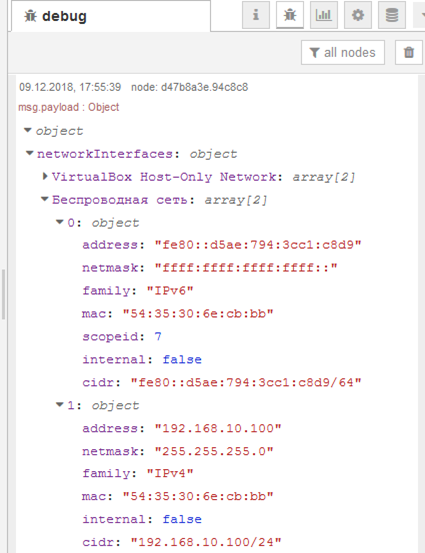 debug
all nodes
09.12.2018, 17:55:39 node: d47b8a3e.94c8c8
msg.payload : Object
object
networkInterfaces: object
VirtualBox Host-Only Network: array[2]
Беспроводная сеть: array[2]
0: object
address: "fe80::d5ae:794:3cc1:c8d9"
netmask: "ffff:ffff:ffff:ffff::"
family: "IPv6"
mac: "54:35:30:6e:cb:bb"
scopeid: 7
internal: false
cidr: "fe80::d5ae:794:3cc1:c8d9/64"
1: object
address: "192.168.10.100"
netmask: "255.255.255.0"
family: "IPv4"
mac: "54:35:30:6e:cb:bb"
internal: false
cidr: "192.168.10.100/24"